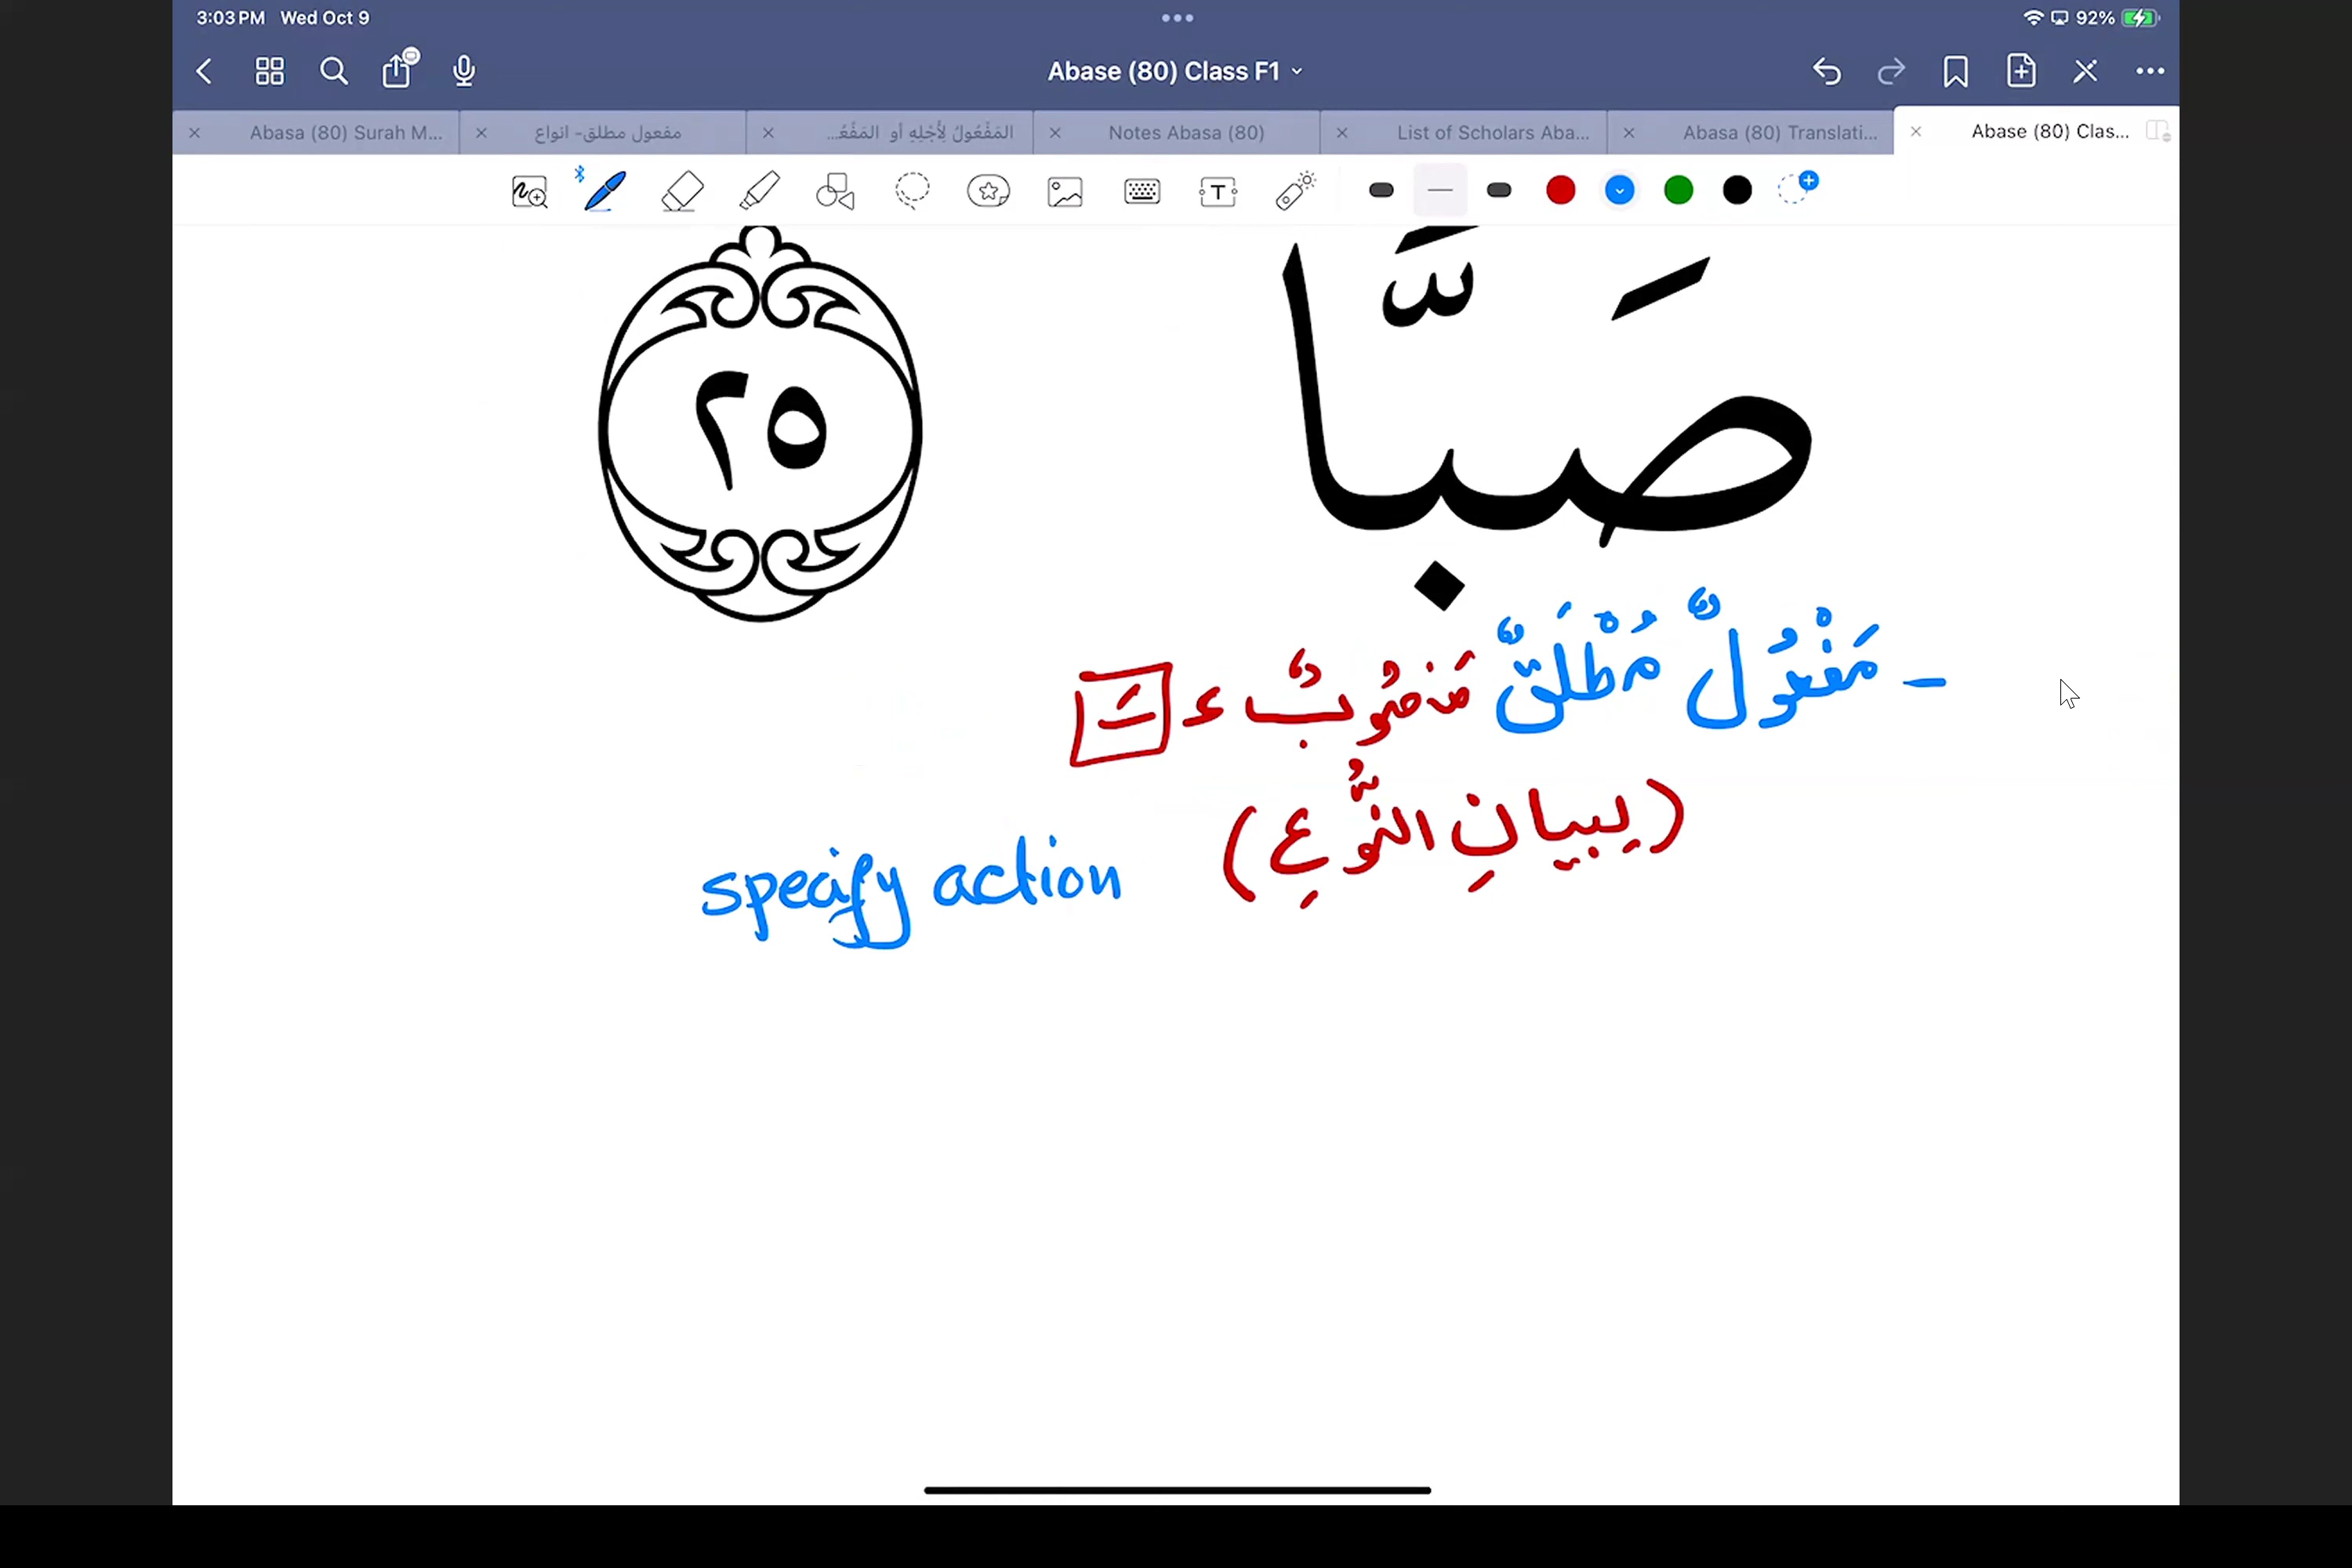 3:03 PM Wed Oct 9 92%
Abase (80) Class F1
Abasa (80) Surah M...
مفعول مطلق- انواع
المَفْعُولُ لِأَجْلِهِ أو المَفْعُ...
Notes Abasa (80)
List of Scholars Aba...
Abasa (80) Translati...
Abase (80) Clas...
T
صَبًّا
٢٥
- مَفْعُولٌ مُطْلَقٌ مَنْصُوبٌ ء ـَ
(لبيانِ النَّوُعِ)
specify action